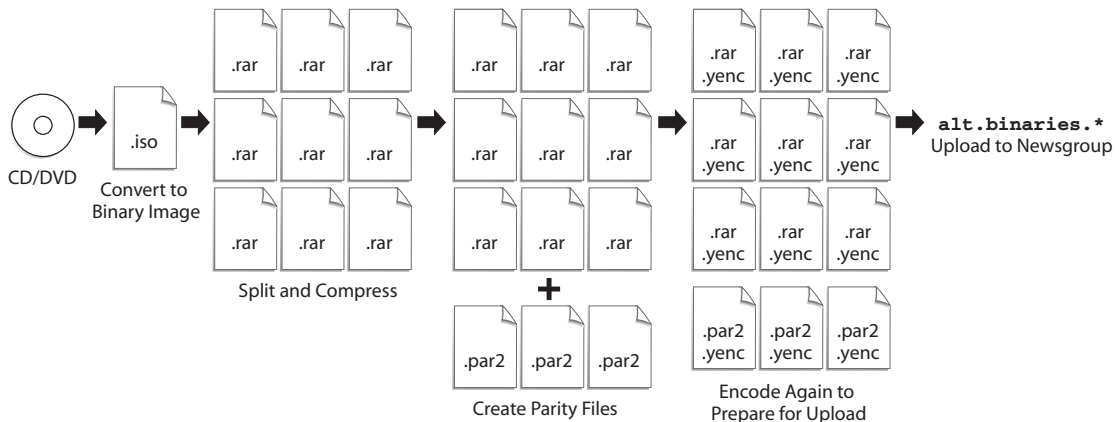 .rar .rar .rar
.rar .rar .rar
.rar
.yenc
.rar
.yenc
.rar
.yenc
.iso
.rar .rar .rar
.rar .rar .rar
.rar
.yenc
.rar
.yenc
.rar
.yenc
alt.binaries.*
Upload to Newsgroup
CD/DVD
Convert to
Binary Image
.rar .rar .rar
.rar .rar .rar
.rar
.yenc
.rar
.yenc
.rar
.yenc
Split and Compress
+
.par2 .par2 .par2
.par2
.yenc
.par2
.yenc
.par2
.yenc
Create Parity Files
Encode Again to
Prepare for Upload